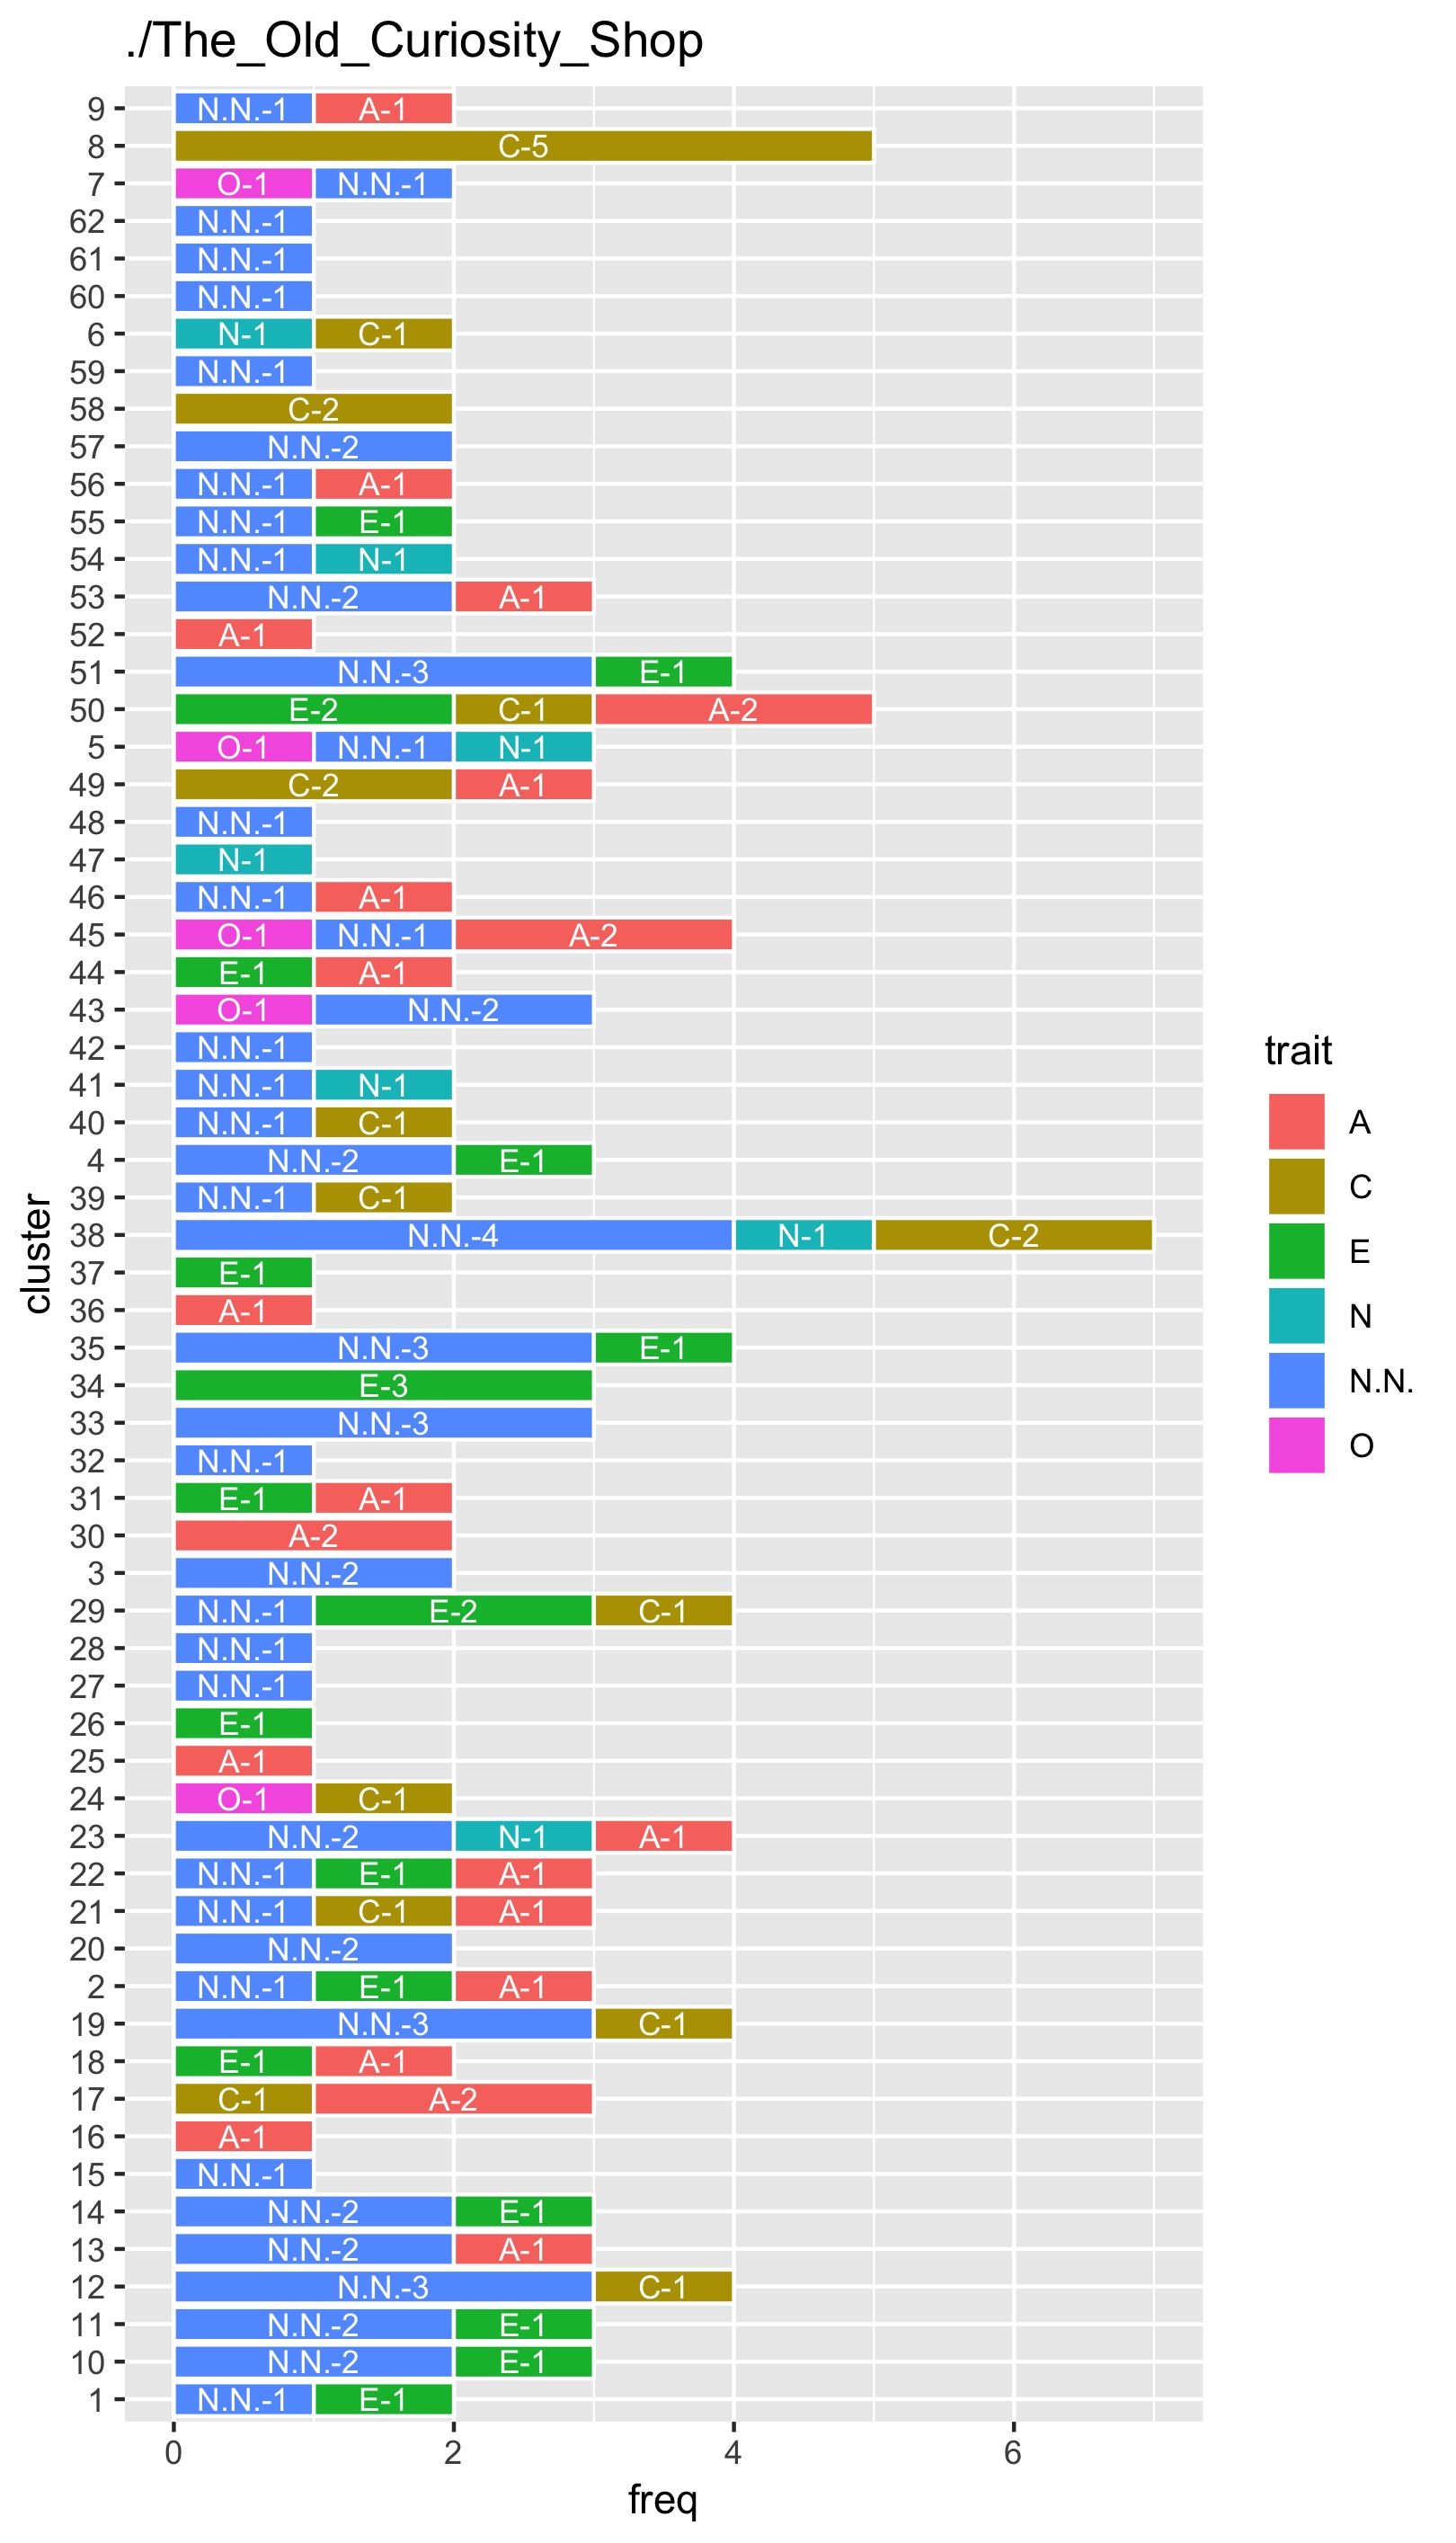 ./The_Old_Curiosity_Shop
9 N.N.-1 A-1
8 C-5
7 O-1 N.N.-1
62 N.N.-1
61 N.N.-1
60 N.N.-1
6 N-1 C-1
59 N.N.-1
58 C-2
57 N.N.-2
56 N.N.-1 A-1
55 N.N.-1 E-1
54 N.N.-1 N-1
53 N.N.-2 A-1
52 A-1
51 N.N.-3 E-1
50 E-2 C-1 A-2
5 O-1 N.N.-1 N-1
49 C-2 A-1
48 N.N.-1
47 N-1
46 N.N.-1 A-1
45 O-1 N.N.-1 A-2
44 E-1 A-1
43 O-1 N.N.-2
42 N.N.-1
41 N.N.-1 N-1
40 N.N.-1 C-1
4 N.N.-2 E-1
39 N.N.-1 C-1
38 N.N.-4 N-1 C-2
37 E-1
36 A-1
35 N.N.-3 E-1
34 E-3
33 N.N.-3
32 N.N.-1
31 E-1 A-1
30 A-2
3 N.N.-2
29 N.N.-1 E-2 C-1
28 N.N.-1
27 N.N.-1
26 E-1
25 A-1
24 O-1 C-1
23 N.N.-2 N-1 A-1
22 N.N.-1 E-1 A-1
21 N.N.-1 C-1 A-1
20 N.N.-2
2 N.N.-1 E-1 A-1
19 N.N.-3 C-1
18 E-1 A-1
17 C-1 A-2
16 A-1
15 N.N.-1
14 N.N.-2 E-1
13 N.N.-2 A-1
12 N.N.-3 C-1
11 N.N.-2 E-1
10 N.N.-2 E-1
1 N.N.-1 E-1
0 2 4 6
freq
cluster
trait
A
C
E
N
N.N.
O